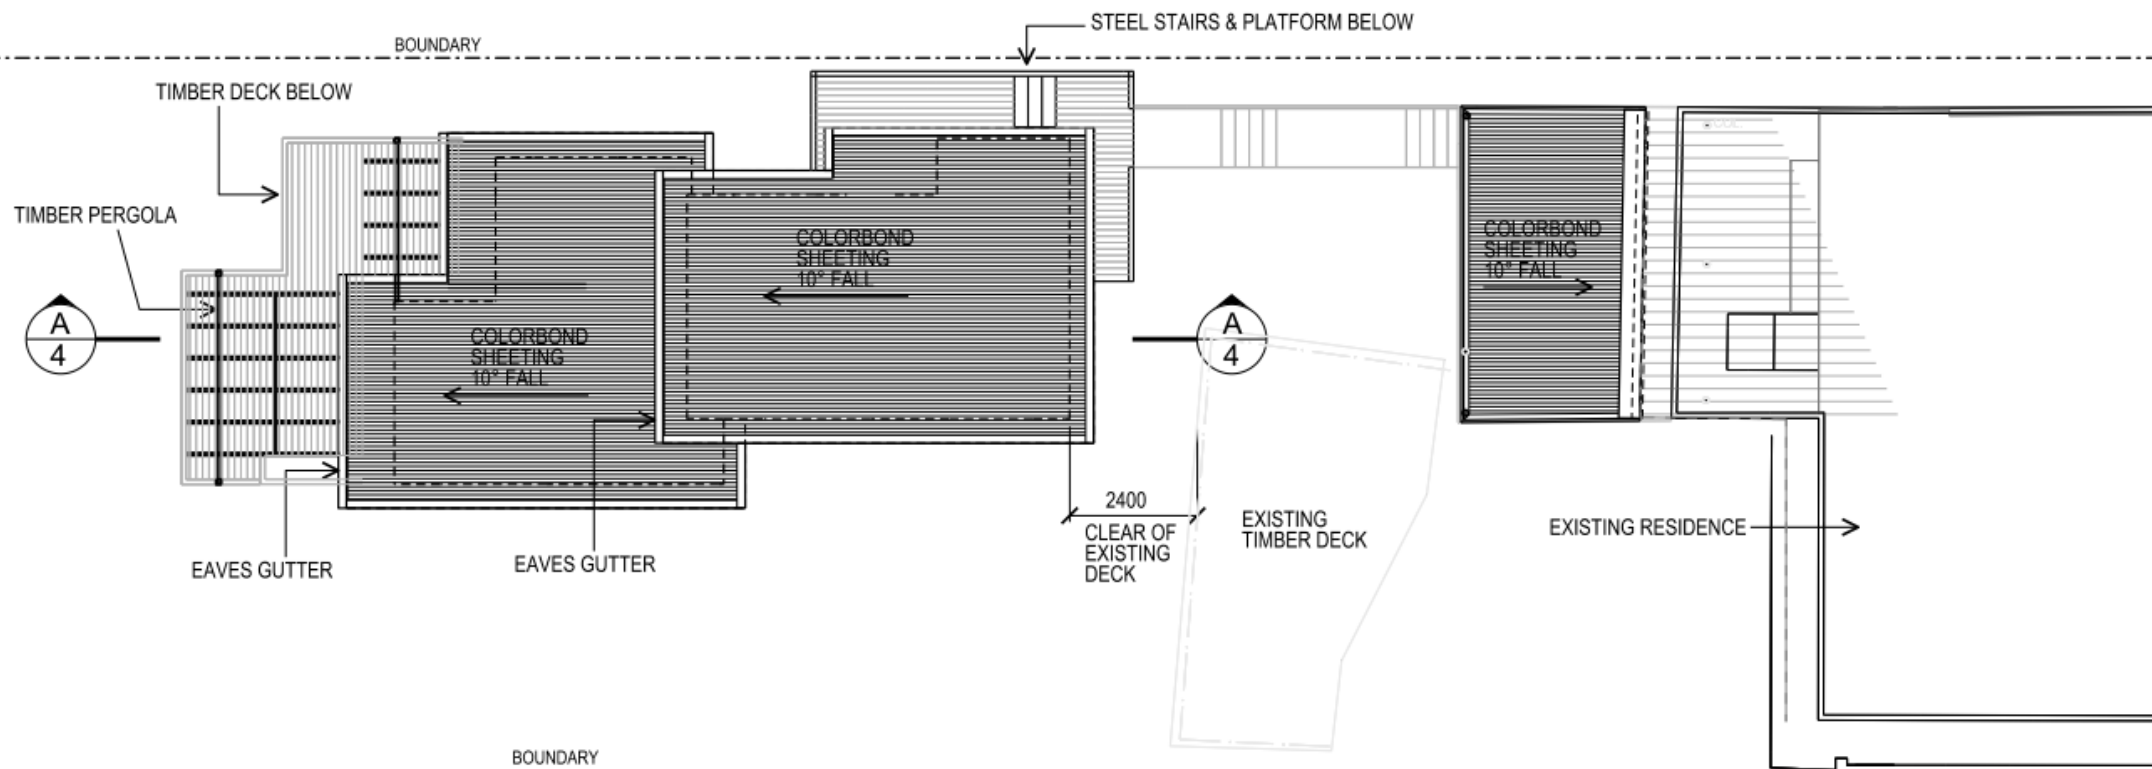 STEEL STAIRS & PLATFORM BELOW
BOUNDARY
TIMBER DECK BELOW
TIMBER PERGOLA
COLORBOND
SHEETING
10° FALL
COLORBOND
SHEETING
10° FALL
A
4
A
4
COLORBOND
SHEETING
10° FALL
2400
CLEAR OF
EXISTING
DECK
EXISTING
TIMBER DECK
EXISTING RESIDENCE
EAVES GUTTER
EAVES GUTTER
BOUNDARY